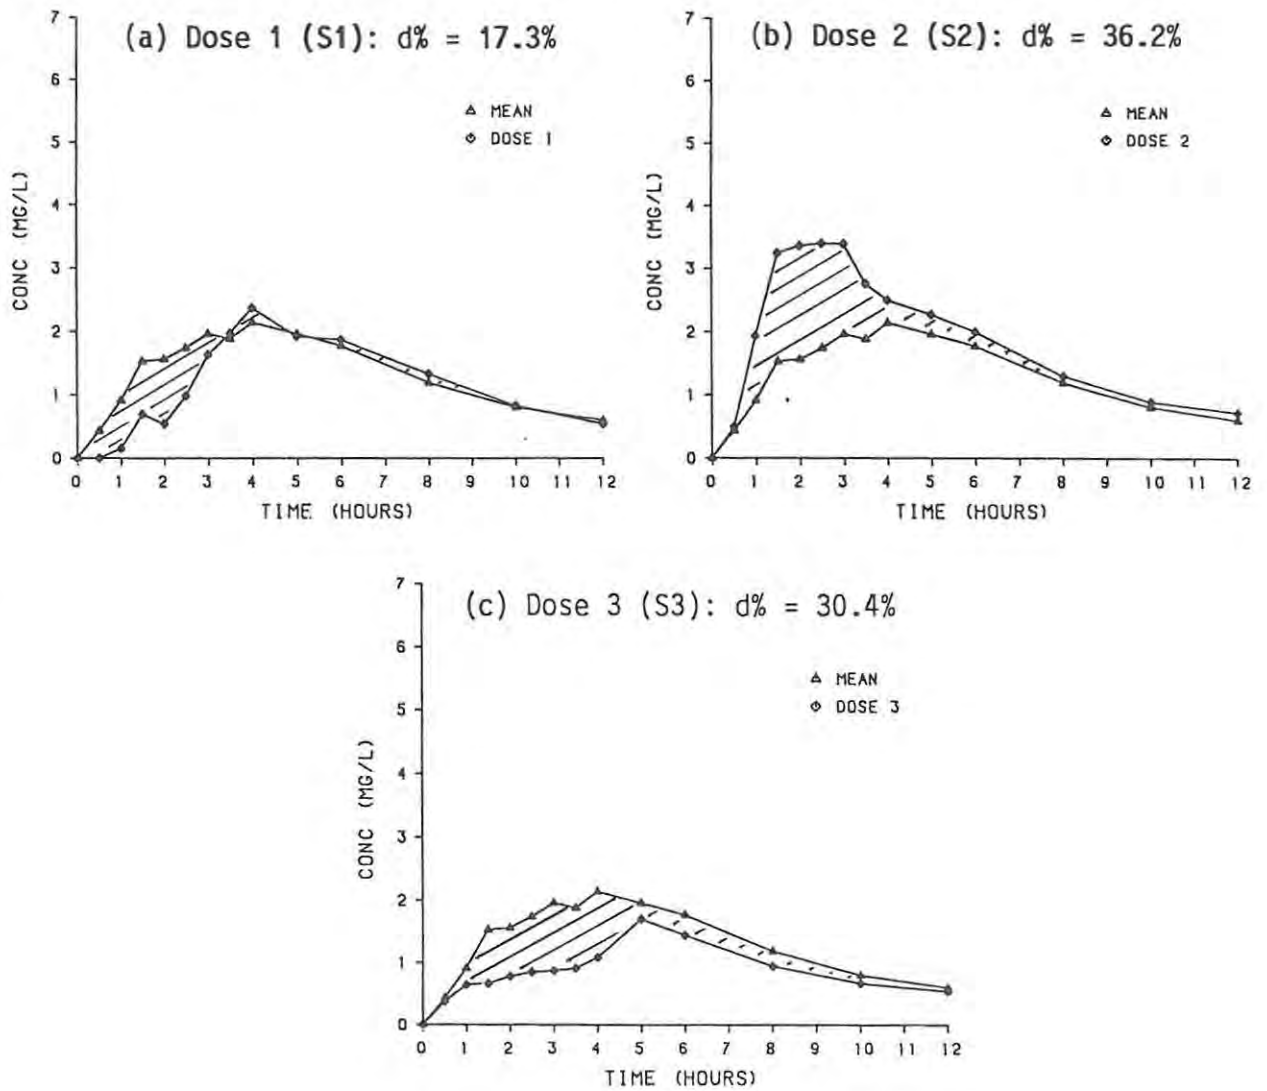 (a) Dose 1 (S1): d% = 17.3%
MEAN
DOSE 1
CONC (MG/L)
7
6
5
4
3
2
1
0
0 1 2 3 4 5 6 7 8 9 10 11 12
TIME (HOURS)
(b) Dose 2 (S2): d% = 36.2%
MEAN
DOSE 2
CONC (MG/L)
7
6
5
4
3
2
1
0
0 1 2 3 4 5 6 7 8 9 10 11 12
TIME (HOURS)
(c) Dose 3 (S3): d% = 30.4%
MEAN
DOSE 3
CONC (MG/L)
7
6
5
4
3
2
1
0
0 1 2 3 4 5 6 7 8 9 10 11 12
TIME (HOURS)